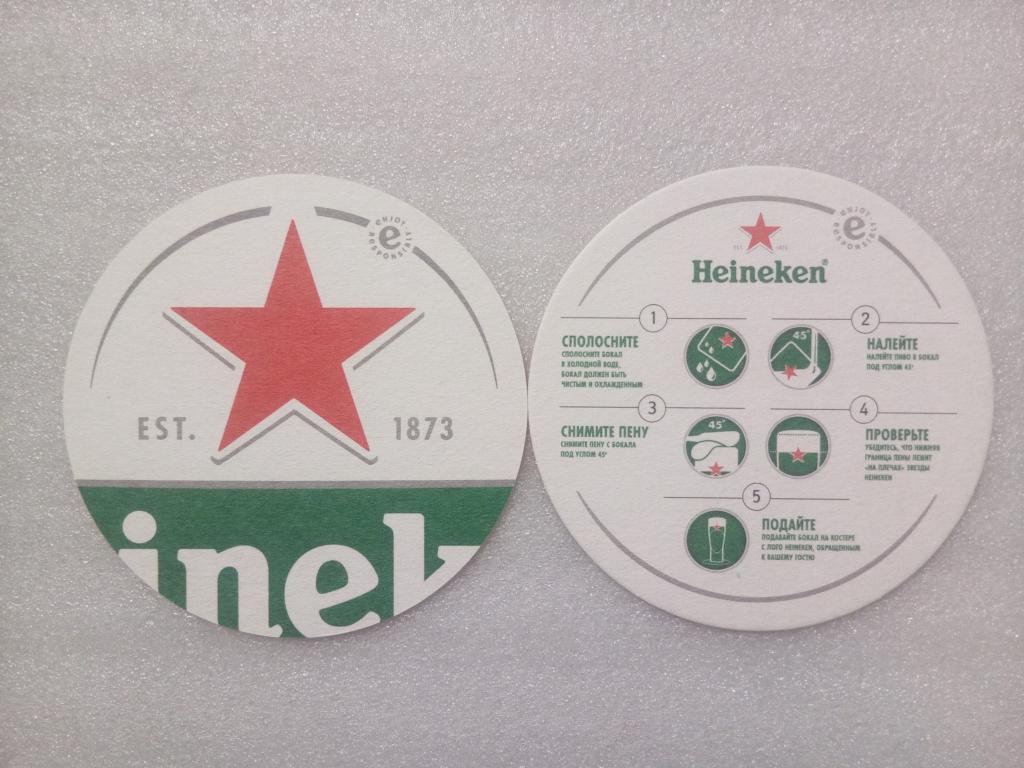 ENJOY RESPONSIBLY
e
EST. 1873
inek
ENJOY RESPONSIBLY
e
EST. 1873
Heineken®
1
СПОЛОСНИТЕ
СПОЛОСНИТЕ БОКАЛ
В ХОЛОДНОЙ ВОДЕ,
БОКАЛ ДОЛЖЕН БЫТЬ
ЧИСТЫМ И ОХЛАЖДЕННЫМ
2
45°
НАЛЕЙТЕ
НАЛЕЙТЕ ПИВО В БОКАЛ
ПОД УГЛОМ 45°
3
СНИМИТЕ ПЕНУ
СНИМИТЕ ПЕНУ С БОКАЛА
ПОД УГЛОМ 45°
45°
4
ПРОВЕРЬТЕ
УБЕДИТЕСЬ, ЧТО НИЖНЯЯ
ГРАНИЦА ПЕНЫ ЛЕЖИТ
«НА ПЛЕЧАХ» ЗВЕЗДЫ
HEINEKEN
5
ПОДАЙТЕ
ПОДАВАЙТЕ БОКАЛ НА КОСТЕРЕ
С ЛОГО HEINEKEN, ОБРАЩЕННЫМ
К ВАШЕМУ ГОСТЮ